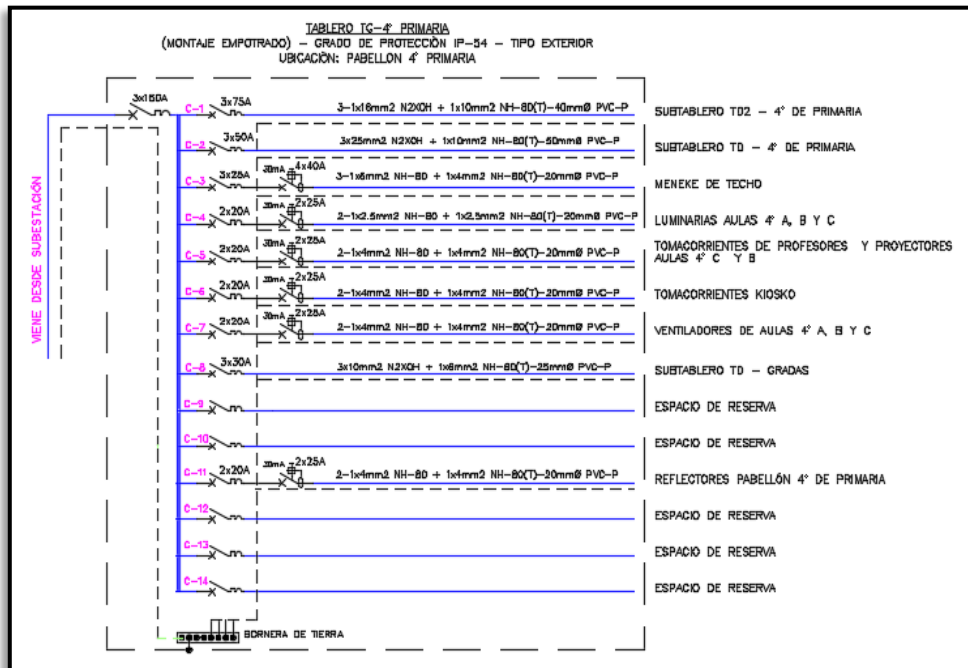 TABLERO TG-4° PRIMARIA
(MONTAJE EMPOTRADO) - GRADO DE PROTECCIÓN IP-54 - TIPO EXTERIOR
UBICACIÓN: PABELLON 4° PRIMARIA
VIENE DESDE SUBESTACIÓN
3x150A
C-1 3x75A 3-1x16mm2 N2XOH + 1x10mm2 NH-80(T)-40mmØ PVC-P SUBTABLERO TD2 - 4° DE PRIMARIA
C-2 3x50A 3x25mm2 N2XOH + 1x10mm2 NH-80(T)-50mmØ PVC-P SUBTABLERO TD - 4° DE PRIMARIA
C-3 3x25A 30mA 4x40A 3-1x6mm2 NH-80 + 1x4mm2 NH-80(T)-20mmØ PVC-P MENEKE DE TECHO
C-4 2x20A 30mA 2x25A 2-1x2.5mm2 NH-80 + 1x2.5mm2 NH-80(T)-20mmØ PVC-P LUMINARIAS AULAS 4° A, B Y C
C-5 2x20A 30mA 2x25A 2-1x4mm2 NH-80 + 1x4mm2 NH-80(T)-20mmØ PVC-P TOMACORRIENTES DE PROFESORES Y PROYECTORES
AULAS 4° C Y B
C-6 2x20A 30mA 2x25A 2-1x4mm2 NH-80 + 1x4mm2 NH-80(T)-20mmØ PVC-P TOMACORRIENTES KIOSKO
C-7 2x20A 30mA 2x25A 2-1x4mm2 NH-80 + 1x4mm2 NH-80(T)-20mmØ PVC-P VENTILADORES DE AULAS 4° A, B Y C
C-8 3x30A 3x10mm2 N2XOH + 1x6mm2 NH-80(T)-25mmØ PVC-P SUBTABLERO TD - GRADAS
C-9 ESPACIO DE RESERVA
C-10 ESPACIO DE RESERVA
C-11 2x20A 30mA 2x25A 2-1x4mm2 NH-80 + 1x4mm2 NH-80(T)-20mmØ PVC-P REFLECTORES PABELLÓN 4° DE PRIMARIA
C-12 ESPACIO DE RESERVA
C-13 ESPACIO DE RESERVA
C-14 ESPACIO DE RESERVA
BORNERA DE TIERRA